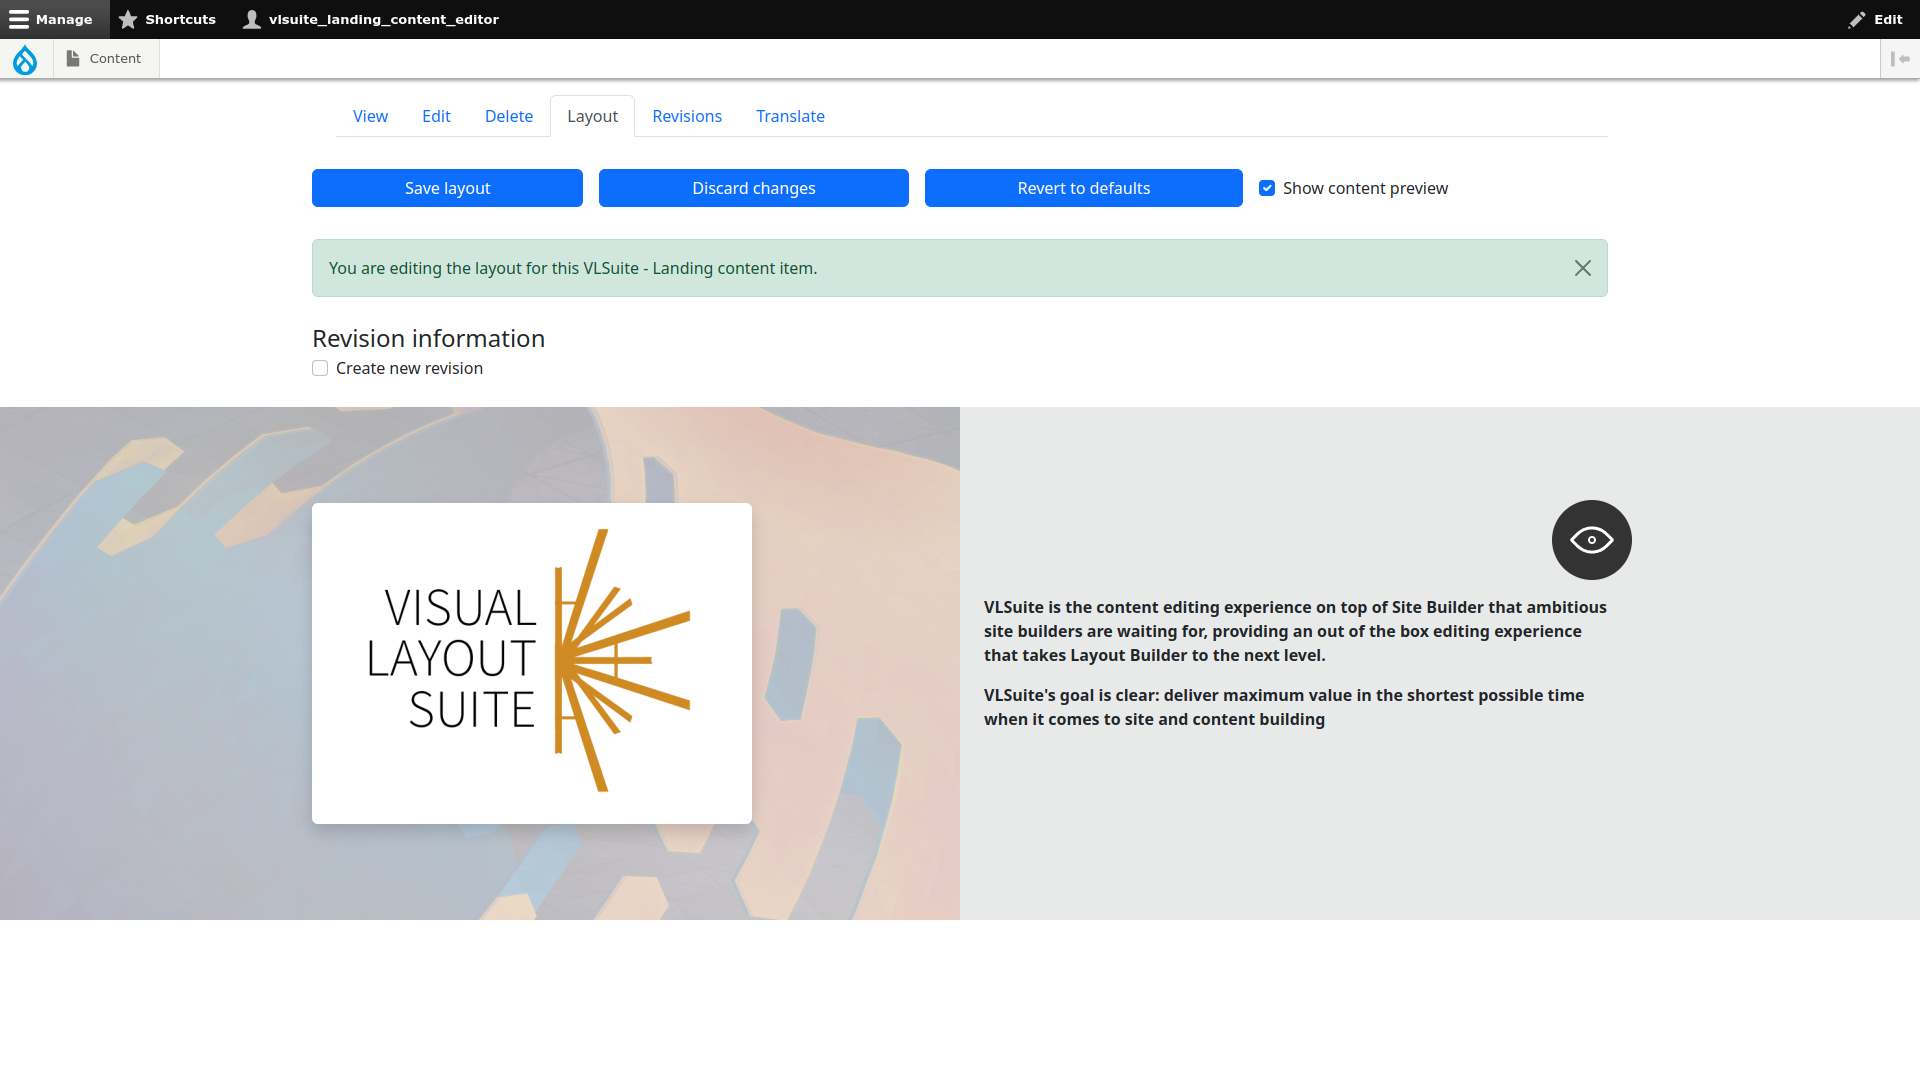 Manage
Shortcuts
vlsuite_landing_content_editor
Edit
Content
View
Edit
Delete
Layout
Revisions
Translate
Save layout
Discard changes
Revert to defaults
Show content preview
You are editing the layout for this VLSuite - Landing content item.
Revision information
Create new revision
VISUAL
LAYOUT
SUITE
VLSuite is the content editing experience on top of Site Builder that ambitious
site builders are waiting for, providing an out of the box editing experience
that takes Layout Builder to the next level.
VLSuite's goal is clear: deliver maximum value in the shortest possible time
when it comes to site and content building